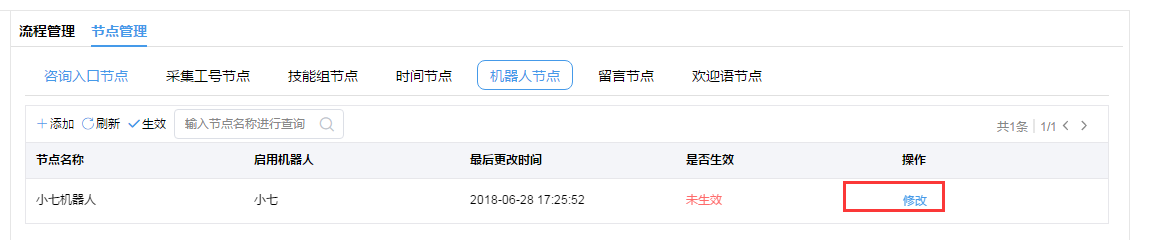 流程管理 节点管理
咨询入口节点 采集工号节点 技能组节点 时间节点 机器人节点 留言节点 欢迎语节点
添加 刷新 生效 输入节点名称进行查询 共1条 1/1
节点名称 启用机器人 最后更改时间 是否生效 操作
小七机器人 小七 2018-06-28 17:25:52 未生效 修改